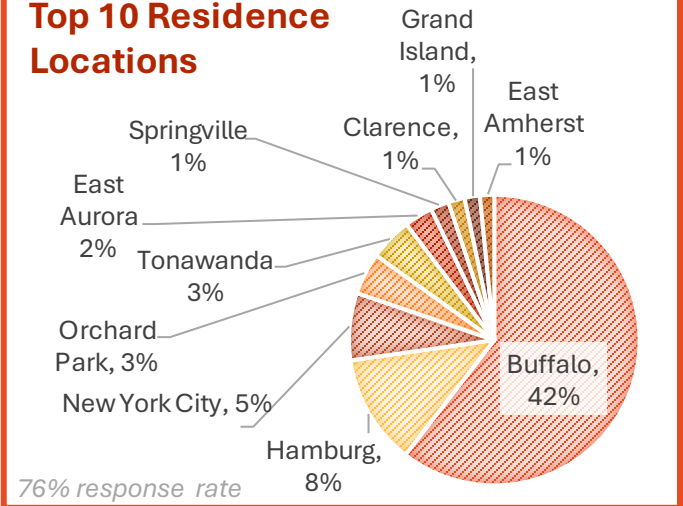 Top 10 Residence
Locations
Grand
Island,
1%
East
Amherst
1%
Clarence,
1%
Springville
1%
East
Aurora
2%
Tonawanda
3%
Orchard
Park, 3%
New York City, 5%
Hamburg,
8%
Buffalo,
42%
76% response rate